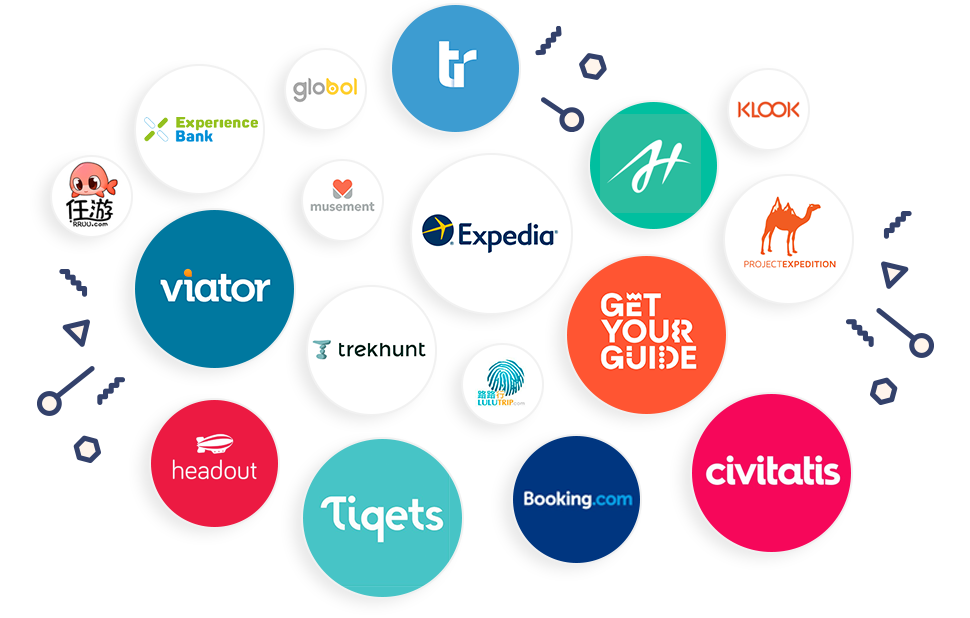 tr
globol
KLOOK
Experience
Bank
任游
RRUU.com
musement
Expedia®
PROJECTEXPEDITION
viator
GET
YOUR
GUIDE
trekhunt
路路行
LULUTRIP.com
headout
Tiqets
Booking.com
civitatis